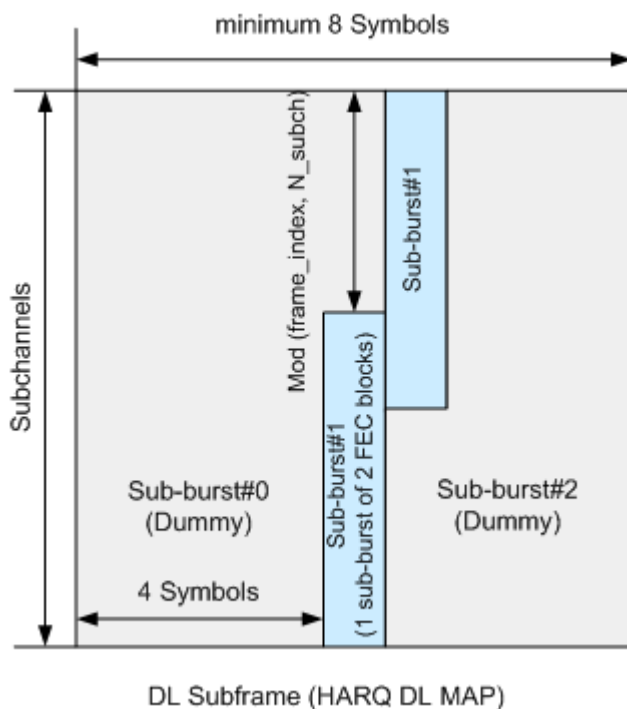 minimum 8 Symbols
Subchannels
Mod (frame_index, N_subch)
Sub-burst#1
Sub-burst#0
(Dummy)
Sub-burst#1
(1 sub-burst of 2 FEC blocks)
Sub-burst#2
(Dummy)
4 Symbols
DL Subframe (HARQ DL MAP)